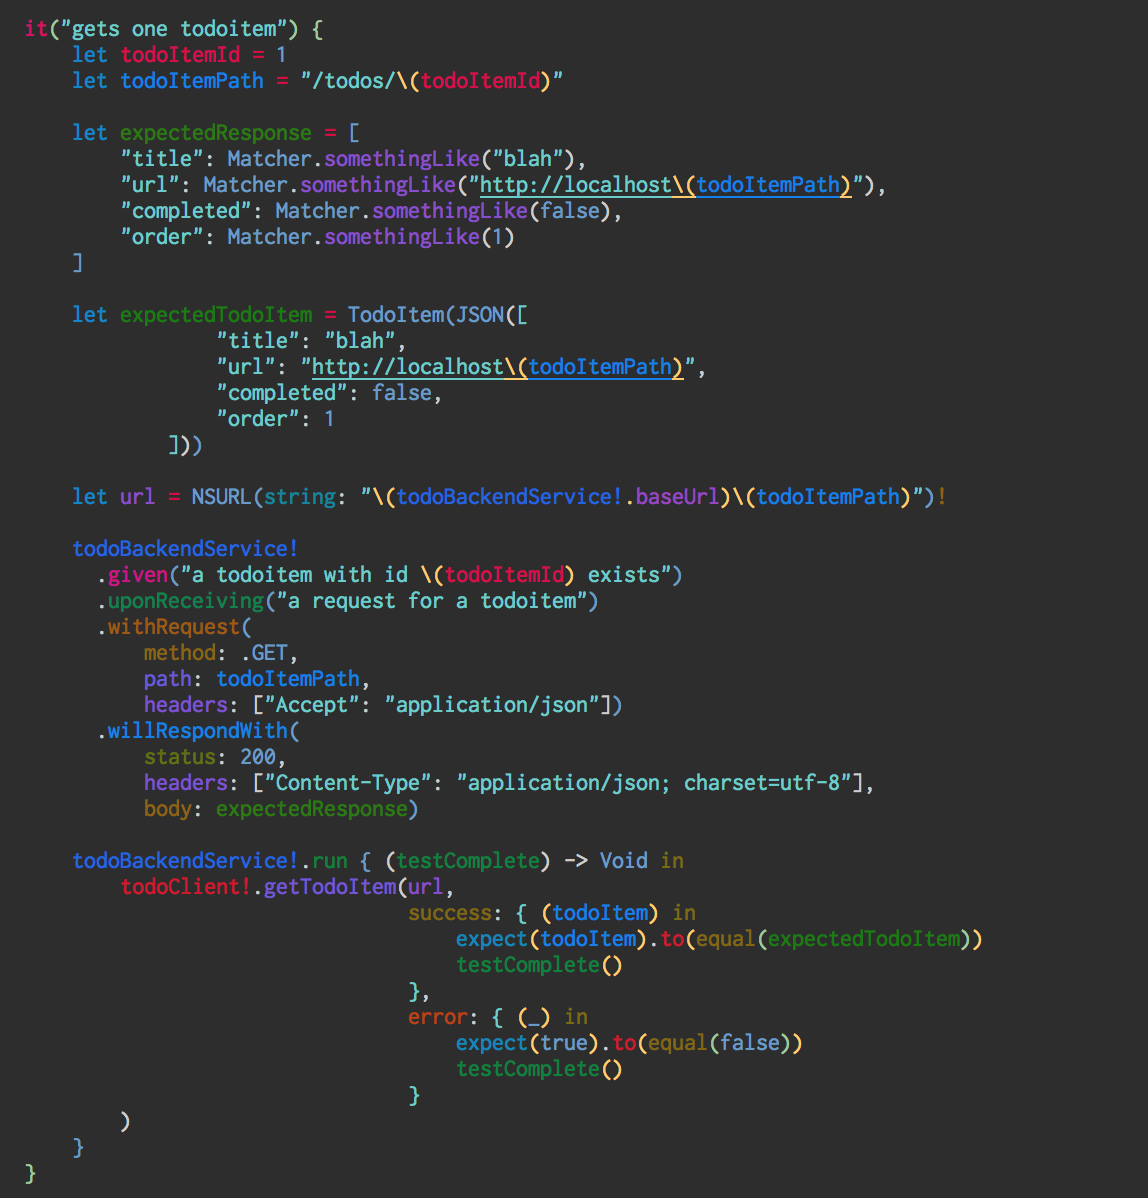 it("gets one todoitem") {
    let todoItemId = 1
    let todoItemPath = "/todos/\(todoItemId)"

    let expectedResponse = [
        "title": Matcher.somethingLike("blah"),
        "url": Matcher.somethingLike("http://localhost\(todoItemPath)"),
        "completed": Matcher.somethingLike(false),
        "order": Matcher.somethingLike(1)
    ]

    let expectedTodoItem = TodoItem(JSON([
                "title": "blah",
                "url": "http://localhost\(todoItemPath)",
                "completed": false,
                "order": 1
            ]))

    let url = NSURL(string: "\(todoBackendService!.baseUrl)\(todoItemPath)")!

    todoBackendService!
      .given("a todoitem with id \(todoItemId) exists")
      .uponReceiving("a request for a todoitem")
      .withRequest(
          method: .GET,
          path: todoItemPath,
          headers: ["Accept": "application/json"])
      .willRespondWith(
          status: 200,
          headers: ["Content-Type": "application/json; charset=utf-8"],
          body: expectedResponse)

    todoBackendService!.run { (testComplete) -> Void in
        todoClient!.getTodoItem(url,
                                success: { (todoItem) in
                                    expect(todoItem).to(equal(expectedTodoItem))
                                    testComplete()
                                },
                                error: { (_) in
                                    expect(true).to(equal(false))
                                    testComplete()
                                }
        )
    }
}